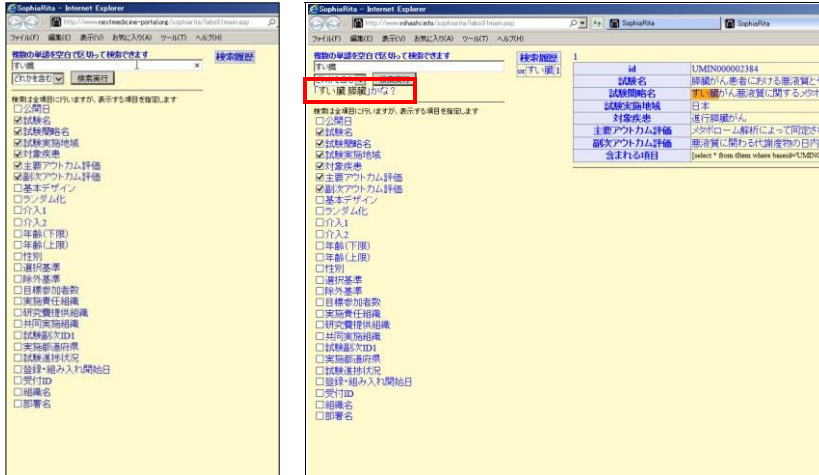 SophiaRita - Internet Explorer
http://www.nextmedicine-portal.org/sophiarita/labs01main.asp
ファイル(F) 編集(E) 表示(V) お気に入り(A) ツール(T) ヘルプ(H)
複数の単語を空白で区切って検索できます
検索履歴
すい臓
どれかを含む 検索実行
検索は全項目に行いますが、表示する項目を指定します
公開日
試験名
試験簡略名
試験実施地域
対象疾患
主要アウトカム評価
副次アウトカム評価
基本デザイン
ランダム化
介入1
介入2
年齢(下限)
年齢(上限)
性別
選択基準
除外基準
目標参加者数
実施責任組織
研究費提供組織
共同実施組織
試験副次ID1
実施都道府県
試験進捗状況
登録・組み入れ開始日
受付ID
組織名
部署名
SophiaRita - Internet Explorer
http://www.nihashi.info/sophiarita/labs01main.asp
SophiaRita
SophiaRita
ファイル(F) 編集(E) 表示(V) お気に入り(A) ツール(T) ヘルプ(H)
複数の単語を空白で区切って検索できます
検索履歴
すい臓
or すい臓 1
「すい臓 膵臓」かな？
検索は全項目に行いますが、表示する項目を指定します
公開日
試験名
試験簡略名
試験実施地域
対象疾患
主要アウトカム評価
副次アウトカム評価
基本デザイン
ランダム化
介入1
介入2
年齢(下限)
年齢(上限)
性別
選択基準
除外基準
目標参加者数
実施責任組織
研究費提供組織
共同実施組織
試験副次ID1
実施都道府県
試験進捗状況
登録・組み入れ開始日
受付ID
組織名
部署名
1
id UMIN000002384
試験名 膵臓がん患者における悪液質と
試験簡略名 すい臓がん悪液質に関するメタボ
試験実施地域 日本
対象疾患 進行膵臓がん
主要アウトカム評価 メタボローム解析によって同定さ
副次アウトカム評価 悪液質に関わる代謝産物の日内
含まれる項目 [select * from them where baseid='UMIN